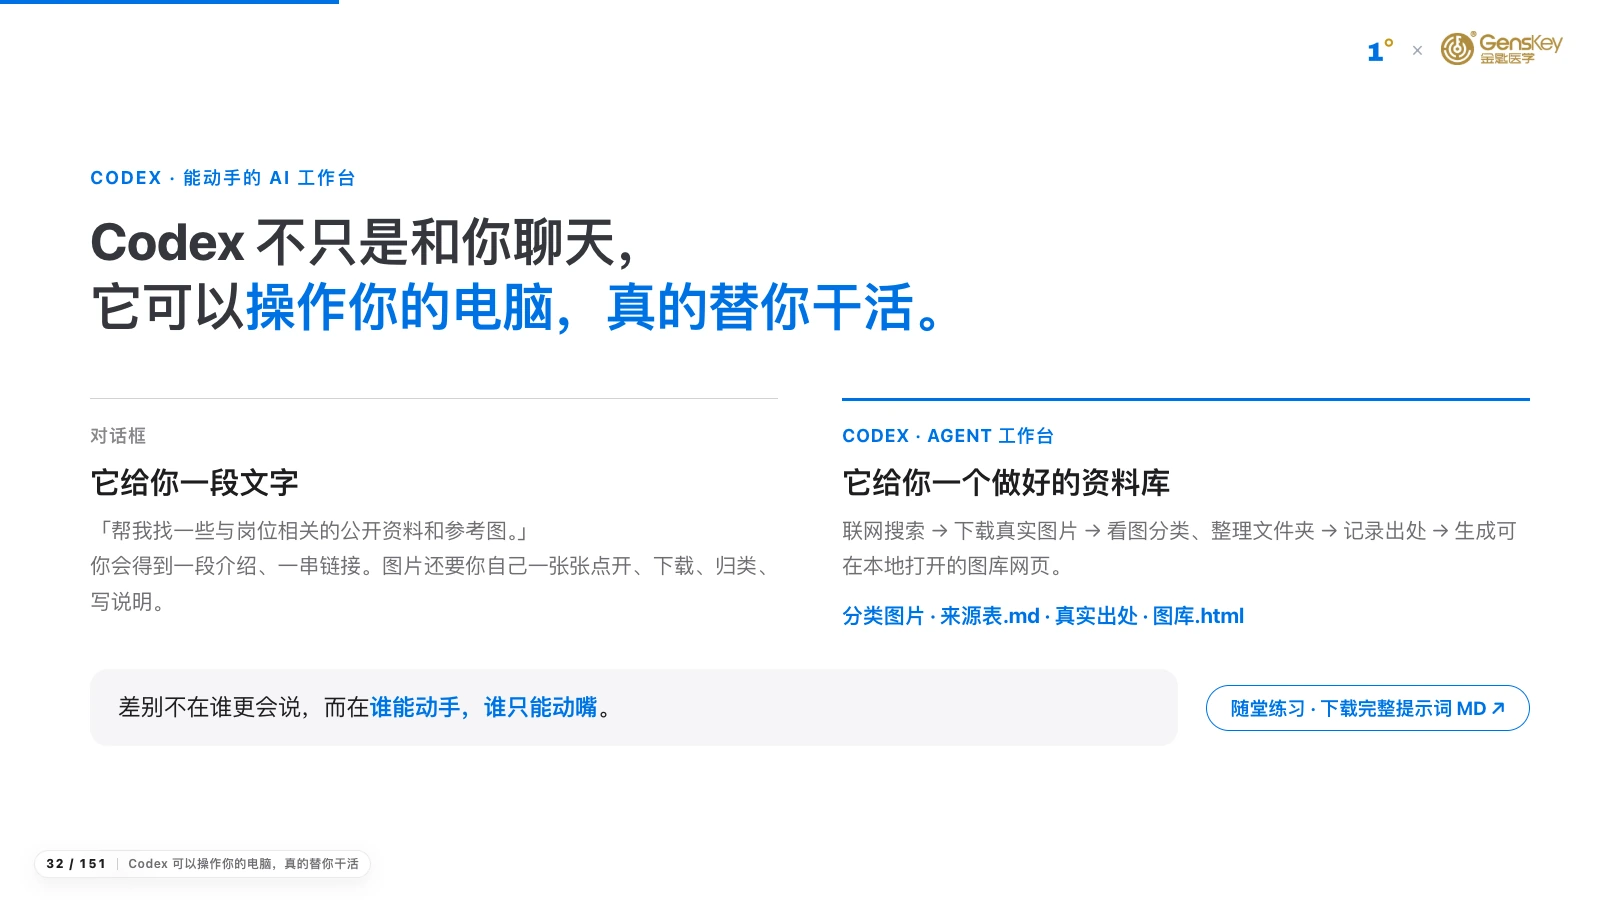 1°
×
GensKey®
金匙医学
CODEX · 能动手的 AI 工作台
Codex 不只是和你聊天，
它可以操作你的电脑，真的替你干活。
对话框
它给你一段文字
「帮我找一些与岗位相关的公开资料和参考图。」
你会得到一段介绍、一串链接。图片还要你自己一张张点开、下载、归类、
写说明。
CODEX · AGENT 工作台
它给你一个做好的资料库
联网搜索 → 下载真实图片 → 看图分类、整理文件夹 → 记录出处 → 生成可
在本地打开的图库网页。
分类图片 · 来源表.md · 真实出处 · 图库.html
差别不在谁更会说，而在谁能动手，谁只能动嘴。
随堂练习 · 下载完整提示词 MD ↗
32 / 151
Codex 可以操作你的电脑，真的替你干活